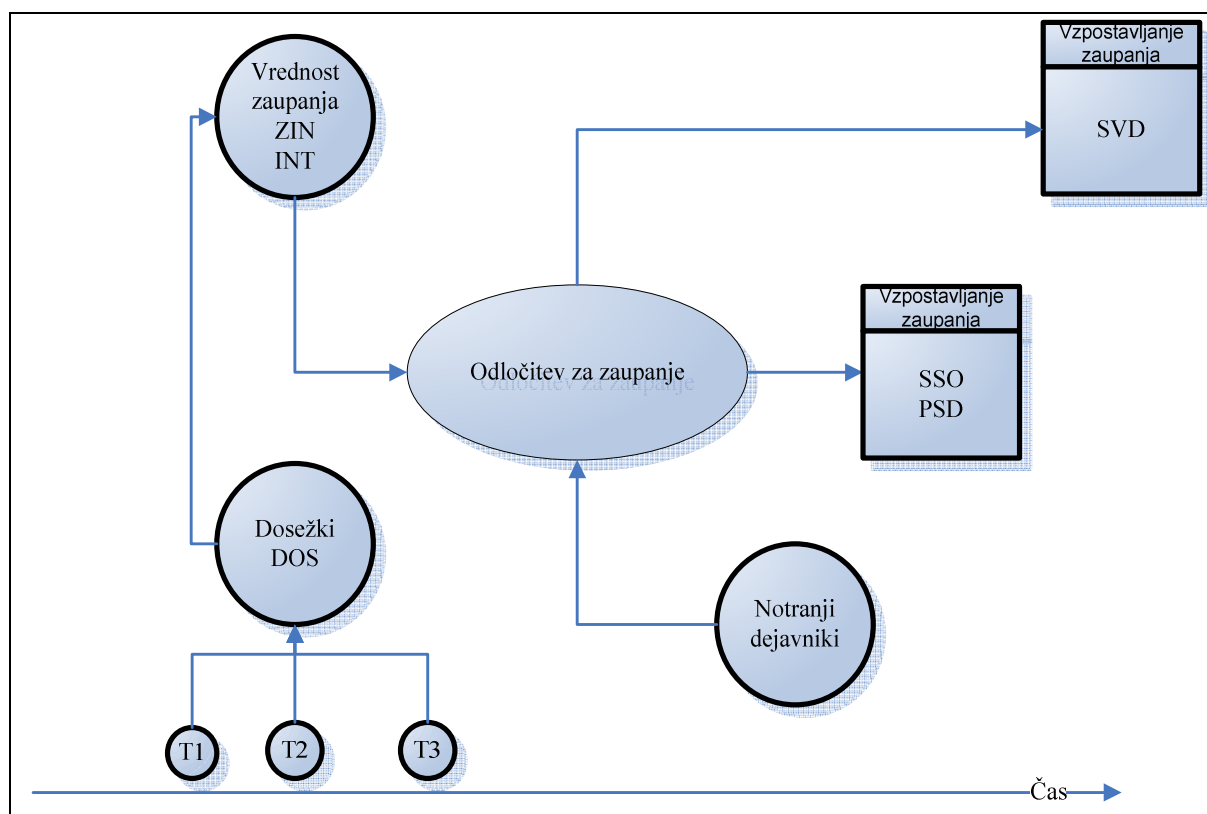 Vrednost
zaupanja
ZIN
INT
Vzpostavljanje
zaupanja
SVD
Odločitev za zaupanje
Vzpostavljanje
zaupanja
SSO
PSD
Dosežki
DOS
Notranji
dejavniki
T1
T2
T3
Čas